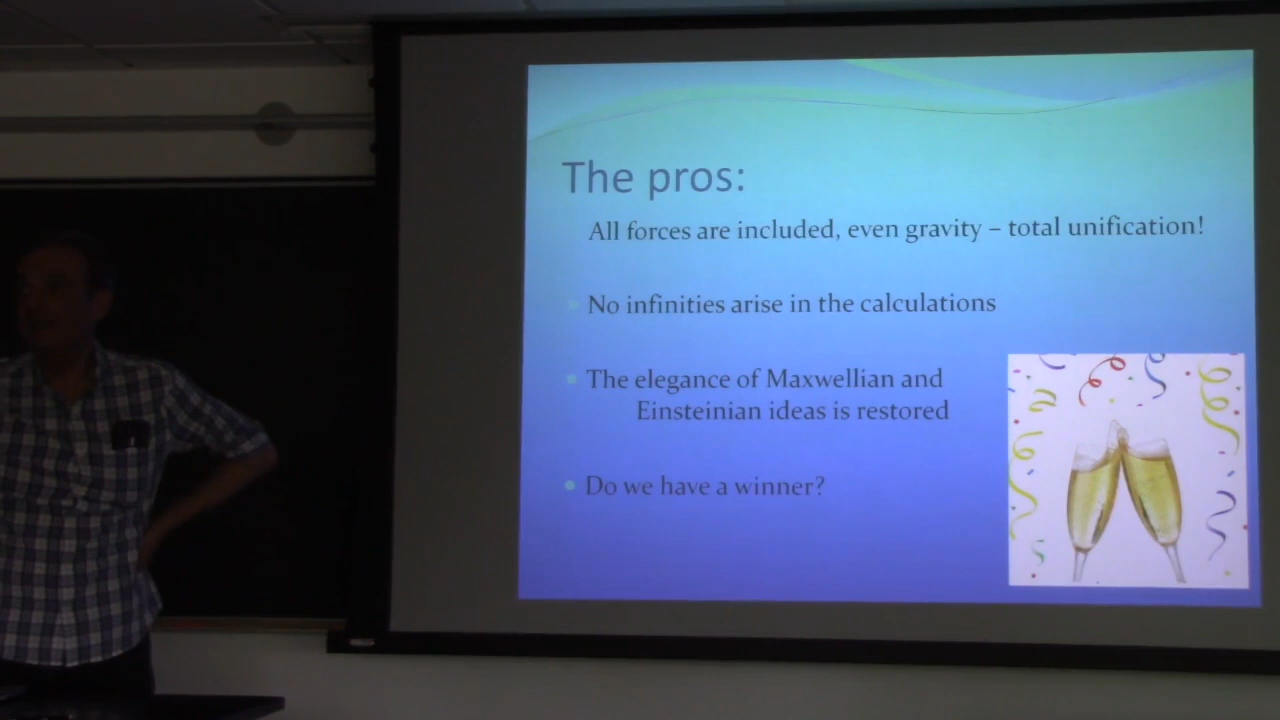 The pros:
All forces are included, even gravity – total unification!
No infinities arise in the calculations
The elegance of Maxwellian and
Einsteinian ideas is restored
Do we have a winner?